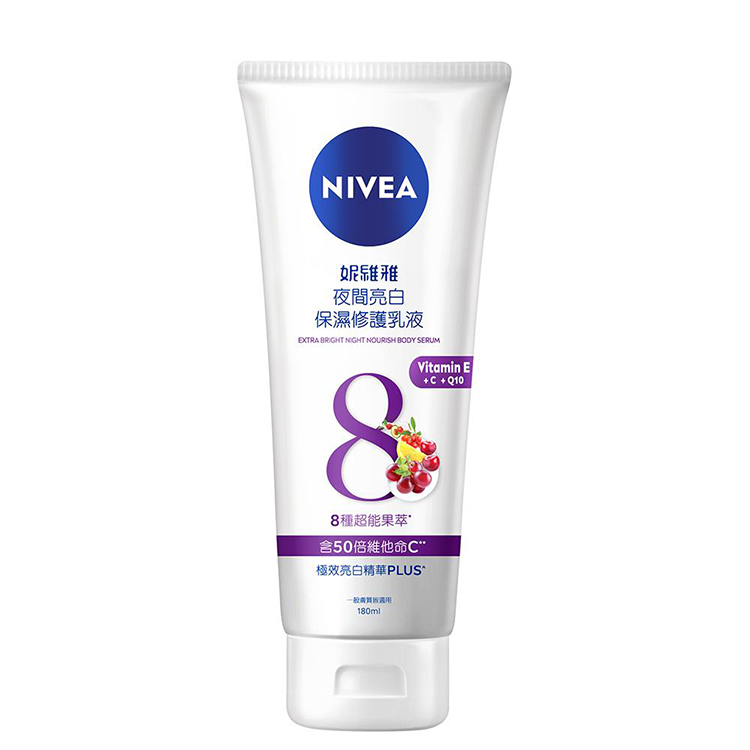 NIVEA
妮維雅
夜間亮白
保濕修護乳液
EXTRA BRIGHT NIGHT NOURISH BODY SERUM
Vitamin E
+ C + Q10
8
8種超能果萃*
含50倍維他命C**
極效亮白精華PLUS^
一般膚質皆適用
180ml